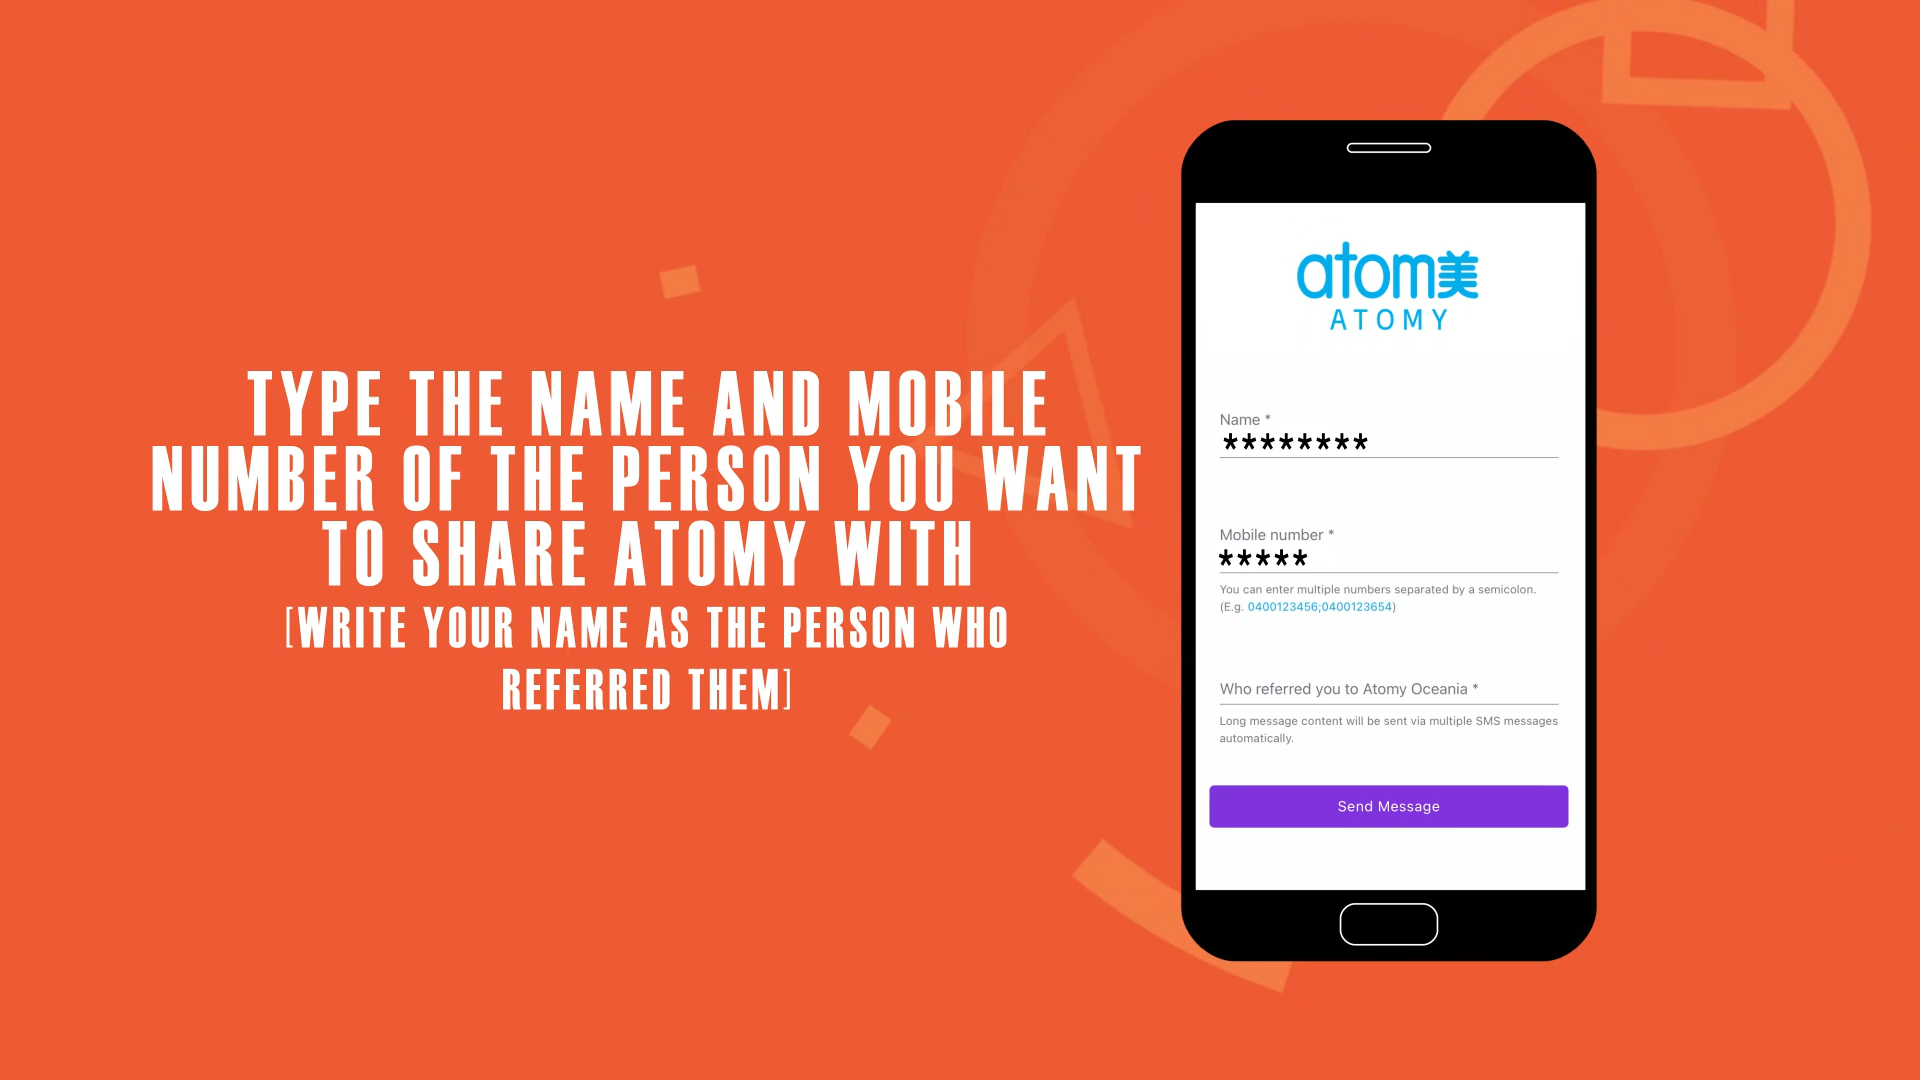 TYPE THE NAME AND MOBILE
NUMBER OF THE PERSON YOU WANT
TO SHARE ATOMY WITH
[WRITE YOUR NAME AS THE PERSON WHO
REFERRED THEM]
atom美
ATOMY
Name *
********
Mobile number *
*****
You can enter multiple numbers separated by a semicolon.
(E.g. 0400123456;0400123654)
Who referred you to Atomy Oceania *
Long message content will be sent via multiple SMS messages
automatically.
Send Message